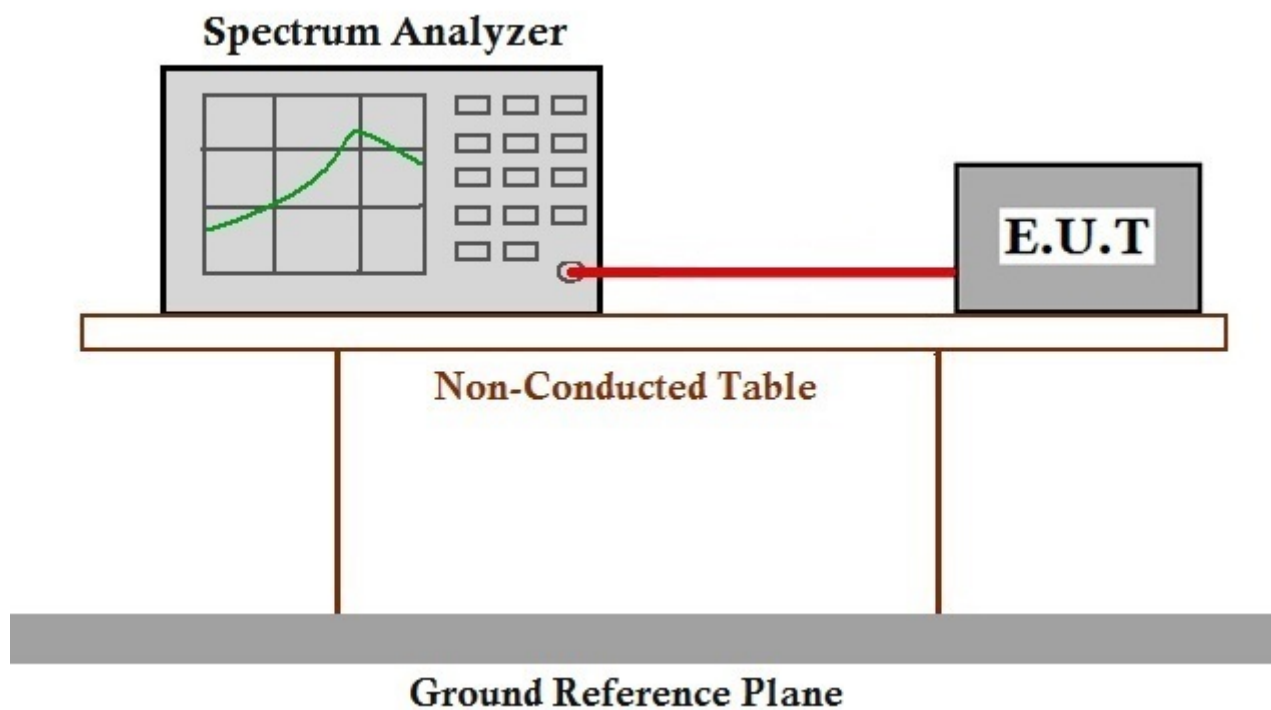 Spectrum Analyzer
E.U.T
Non-Conducted Table
Ground Reference Plane